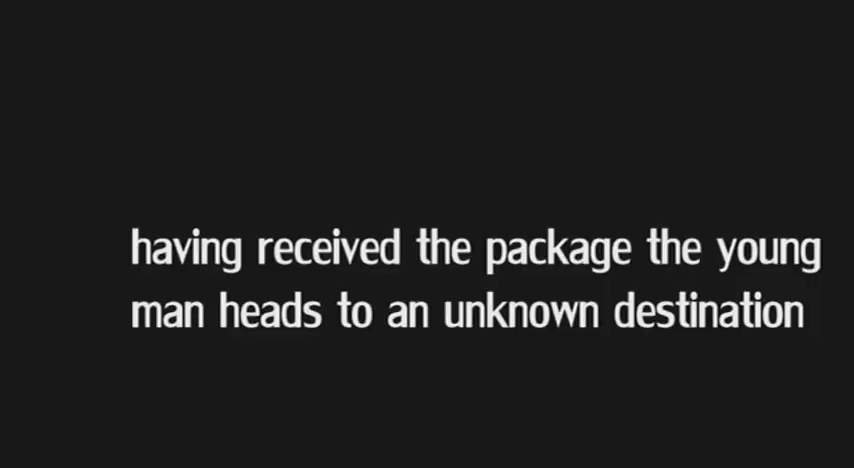 having received the package the young
man heads to an unknown destination